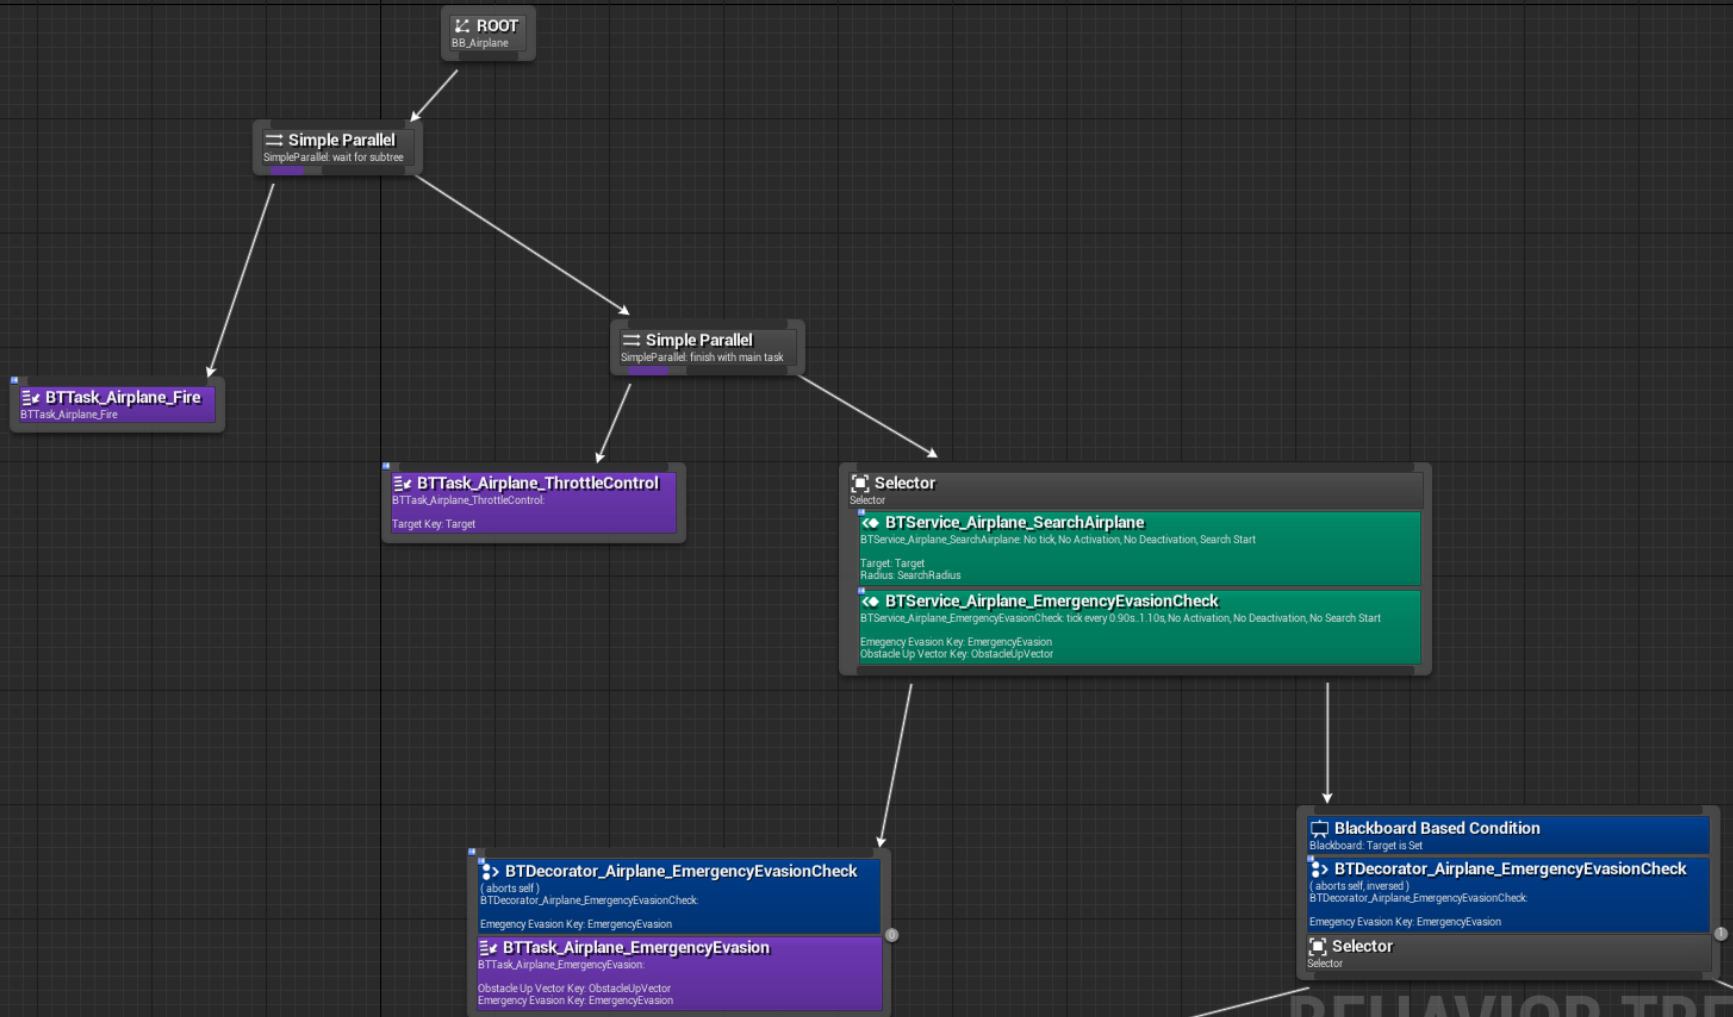 ROOT
BB_Airplane
Simple Parallel
SimpleParallel: wait for subtree
Simple Parallel
SimpleParallel: finish with main task
BTTask_Airplane_Fire
BTTask_Airplane_Fire
BTTask_Airplane_ThrottleControl
BTTask_Airplane_ThrottleControl:
Target Key: Target
Selector
Selector
BTService_Airplane_SearchAirplane
BTService_Airplane_SearchAirplane: No tick, No Activation, No Deactivation, Search Start
Target: Target
Radius: SearchRadius
BTService_Airplane_EmergencyEvasionCheck
BTService_Airplane_EmergencyEvasionCheck: tick every 0.90s..1.10s, No Activation, No Deactivation, No Search Start
Emegency Evasion Key: EmergencyEvasion
Obstacle Up Vector Key: ObstacleUpVector
BTDecorator_Airplane_EmergencyEvasionCheck
( aborts self )
BTDecorator_Airplane_EmergencyEvasionCheck:
Emegency Evasion Key: EmergencyEvasion
0
BTTask_Airplane_EmergencyEvasion
BTTask_Airplane_EmergencyEvasion:
Obstacle Up Vector Key: ObstacleUpVector
Emergency Evasion Key: EmergencyEvasion
Blackboard Based Condition
Blackboard: Target is Set
BTDecorator_Airplane_EmergencyEvasionCheck
( aborts self, inversed )
BTDecorator_Airplane_EmergencyEvasionCheck:
Emegency Evasion Key: EmergencyEvasion
1
Selector
Selector
BEHAVIOR TRE